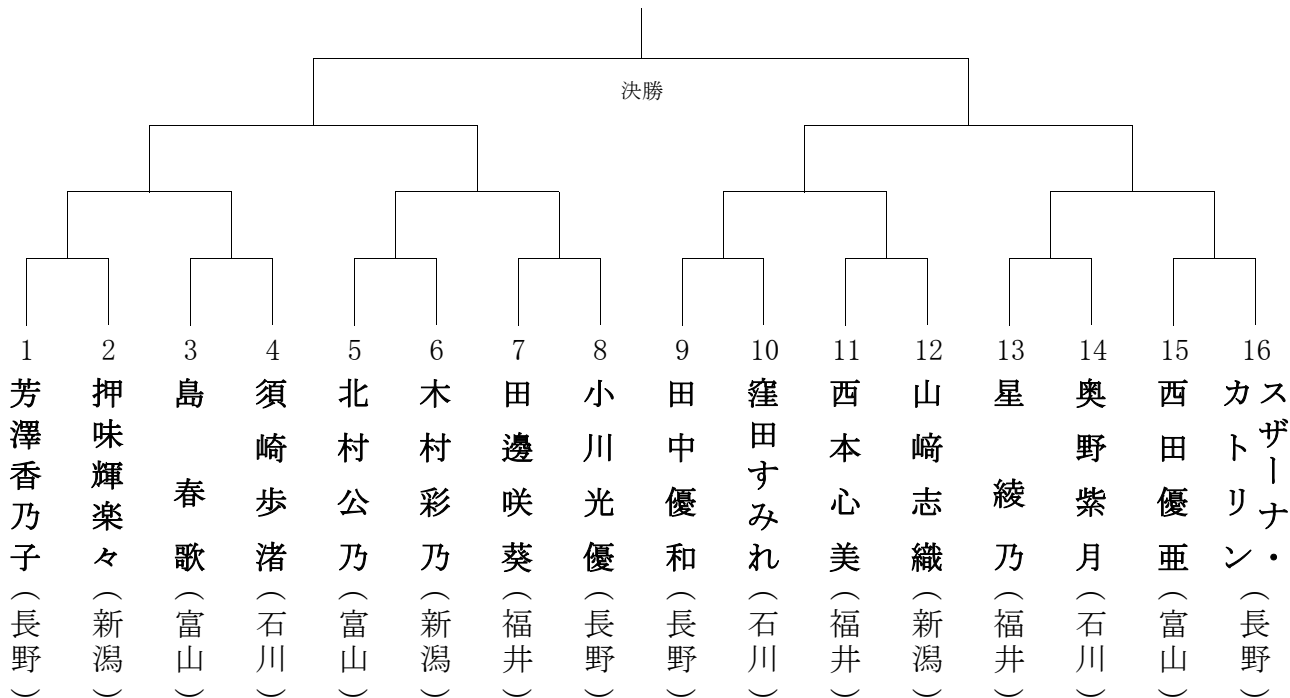 決勝
1
芳澤香乃子（長野）
2
押味輝楽々（新潟）
3
島　春歌（富山）
4
須崎歩渚（石川）
5
北村公乃（富山）
6
木村彩乃（新潟）
7
田邊咲葵（福井）
8
小川光優（長野）
9
田中優和（長野）
10
窪田すみれ（石川）
11
西本心美（福井）
12
山﨑志織（新潟）
13
星　綾乃（福井）
14
奥野紫月（石川）
15
西田優亜（富山）
16
スザーナ・
カトリン
（長野）